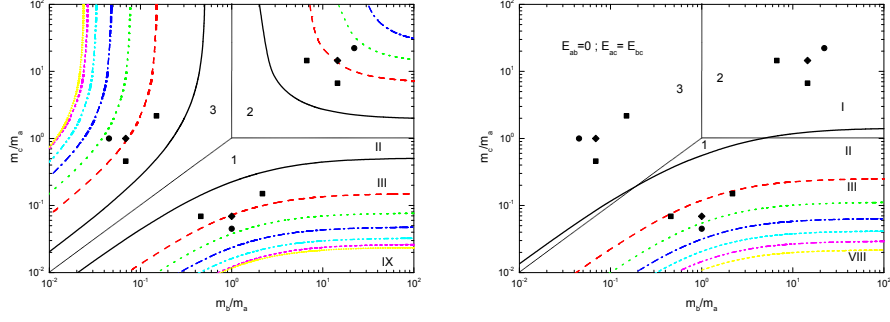 10² 10¹ 10⁰ 10⁻¹ 10⁻²
m_c/m_a
3 2
1
II
III
IX
10⁻² 10⁻¹ 10⁰ 10¹ 10²
m_b/m_a
10² 10¹ 10⁰ 10⁻¹ 10⁻²
m_c/m_a
E_ab=0 ; E_ac= E_bc
3 2
I
1
II
III
VIII
10⁻² 10⁻¹ 10⁰ 10¹ 10²
m_b/m_a